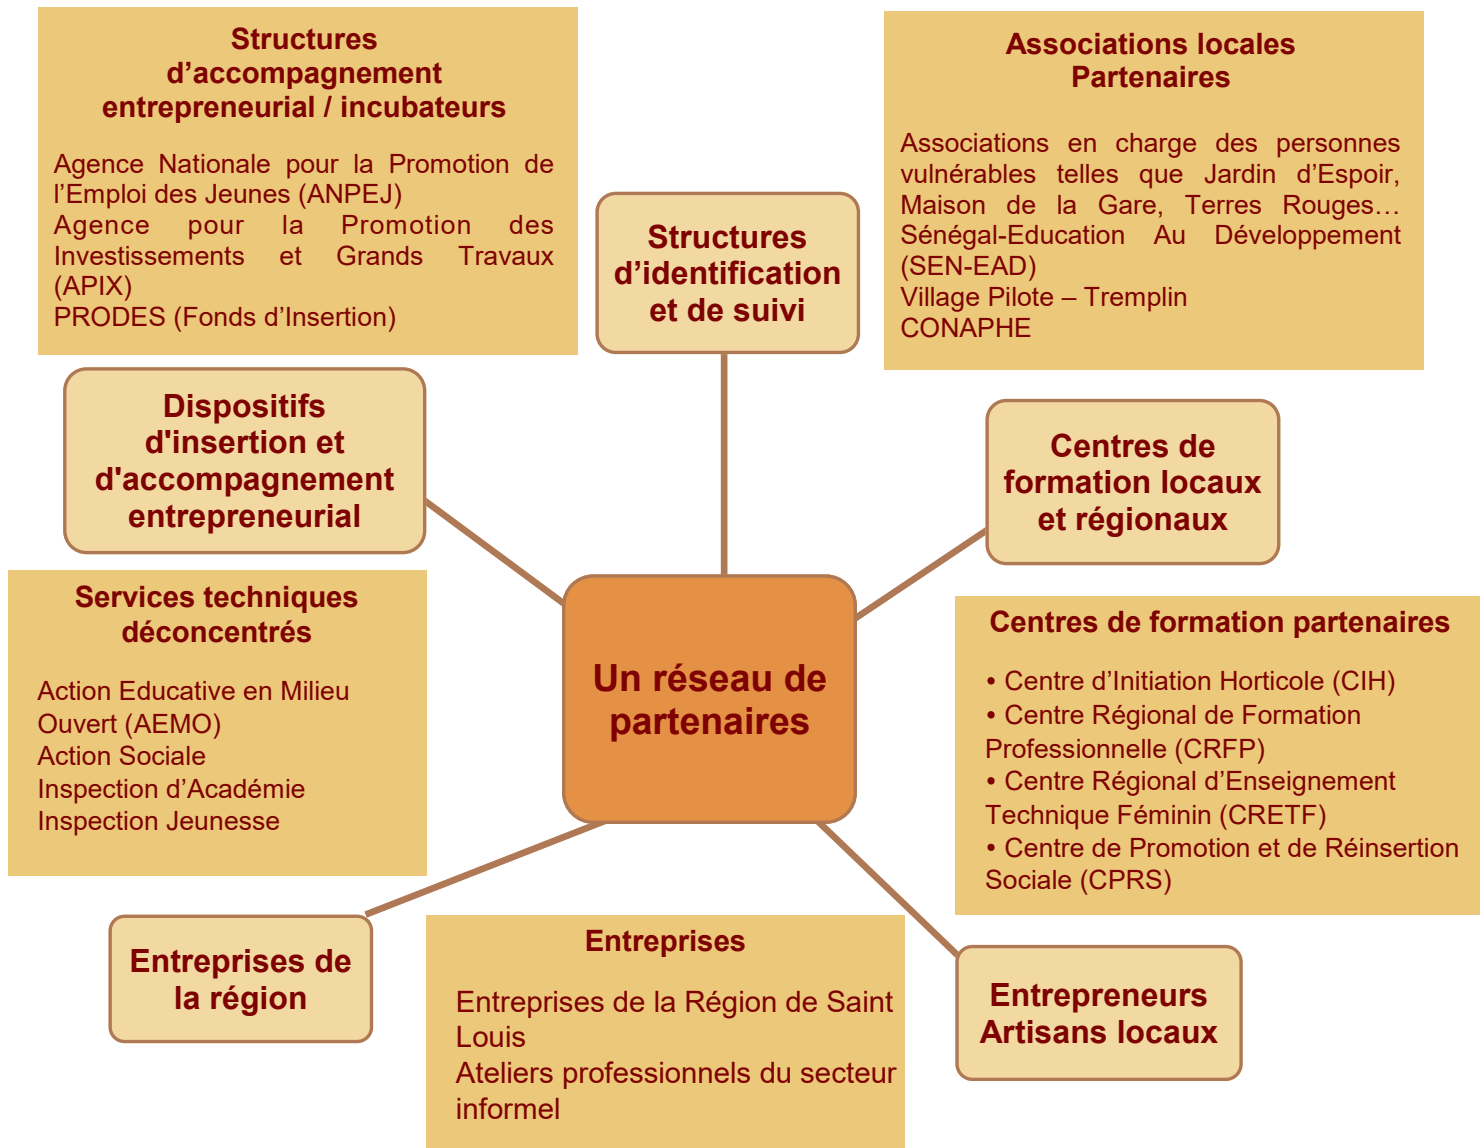 Structures
d’accompagnement
entrepreneurial / incubateurs
Agence Nationale pour la Promotion de
l’Emploi des Jeunes (ANPEJ)
Agence pour la Promotion des
Investissements et Grands Travaux
(APIX)
PRODES (Fonds d’Insertion)
Structures
d’identification
et de suivi
Associations locales
Partenaires
Associations en charge des personnes
vulnérables telles que Jardin d’Espoir,
Maison de la Gare, Terres Rouges…
Sénégal-Education Au Développement
(SEN-EAD)
Village Pilote – Tremplin
CONAPHE
Dispositifs
d'insertion et
d'accompagnement
entrepreneurial
Centres de
formation locaux
et régionaux
Services techniques
déconcentrés
Action Educative en Milieu
Ouvert (AEMO)
Action Sociale
Inspection d’Académie
Inspection Jeunesse
Un réseau de
partenaires
Centres de formation partenaires
• Centre d’Initiation Horticole (CIH)
• Centre Régional de Formation
Professionnelle (CRFP)
• Centre Régional d’Enseignement
Technique Féminin (CRETF)
• Centre de Promotion et de Réinsertion
Sociale (CPRS)
Entreprises de
la région
Entreprises
Entreprises de la Région de Saint
Louis
Ateliers professionnels du secteur
informel
Entrepreneurs
Artisans locaux